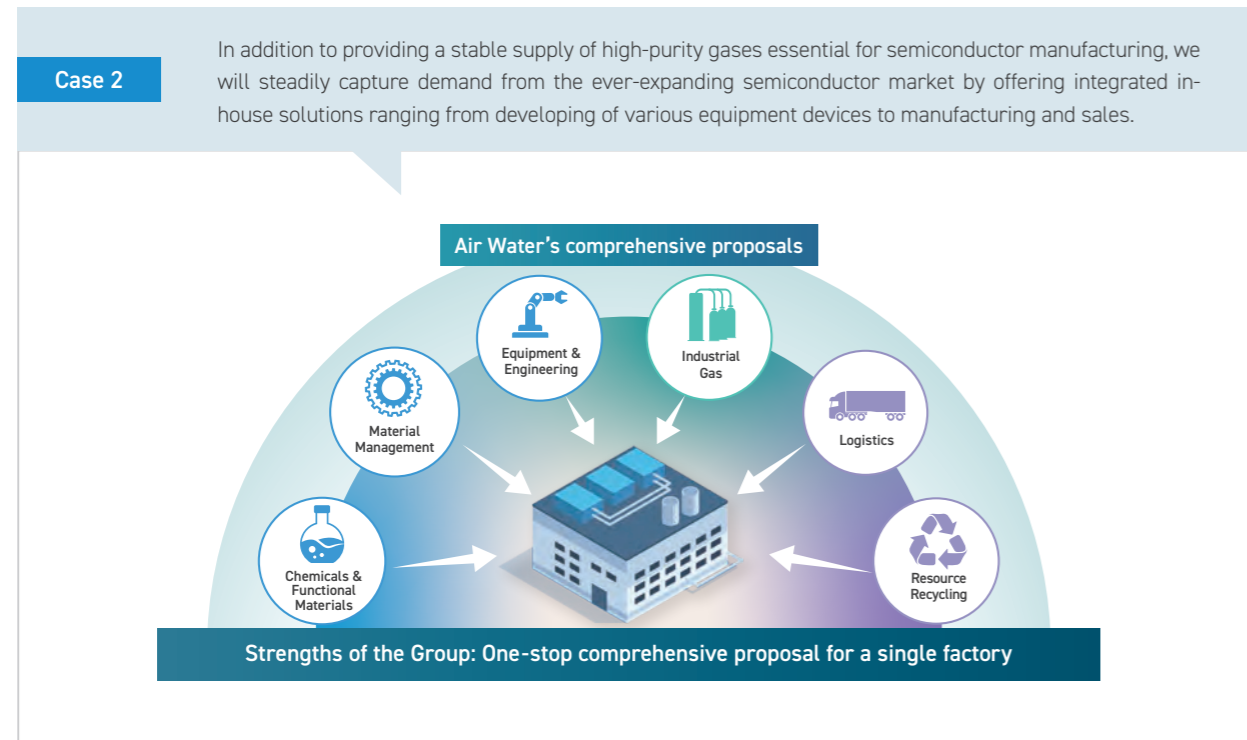 Case 2
In addition to providing a stable supply of high-purity gases essential for semiconductor manufacturing, we
will steadily capture demand from the ever-expanding semiconductor market by offering integrated in-
house solutions ranging from developing of various equipment devices to manufacturing and sales.
Air Water's comprehensive proposals
Equipment &
Engineering
Industrial
Gas
Material
Management
Logistics
Chemicals &
Functional
Materials
Resource
Recycling
Strengths of the Group: One-stop comprehensive proposal for a single factory